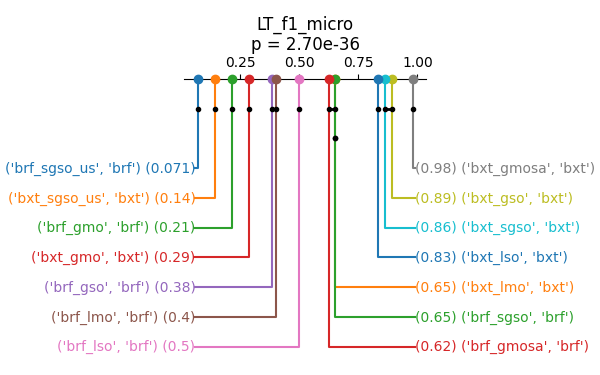 LT_f1_micro
p = 2.70e-36
0.25 0.50 0.75 1.00
('brf_sgso_us', 'brf') (0.071)
('bxt_sgso_us', 'bxt') (0.14)
('brf_gmo', 'brf') (0.21)
('bxt_gmo', 'bxt') (0.29)
('brf_gso', 'brf') (0.38)
('brf_lmo', 'brf') (0.4)
('brf_lso', 'brf') (0.5)
(0.98) ('bxt_gmosa', 'bxt')
(0.89) ('bxt_gso', 'bxt')
(0.86) ('bxt_sgso', 'bxt')
(0.83) ('bxt_lso', 'bxt')
(0.65) ('bxt_lmo', 'bxt')
(0.65) ('brf_sgso', 'brf')
(0.62) ('brf_gmosa', 'brf')